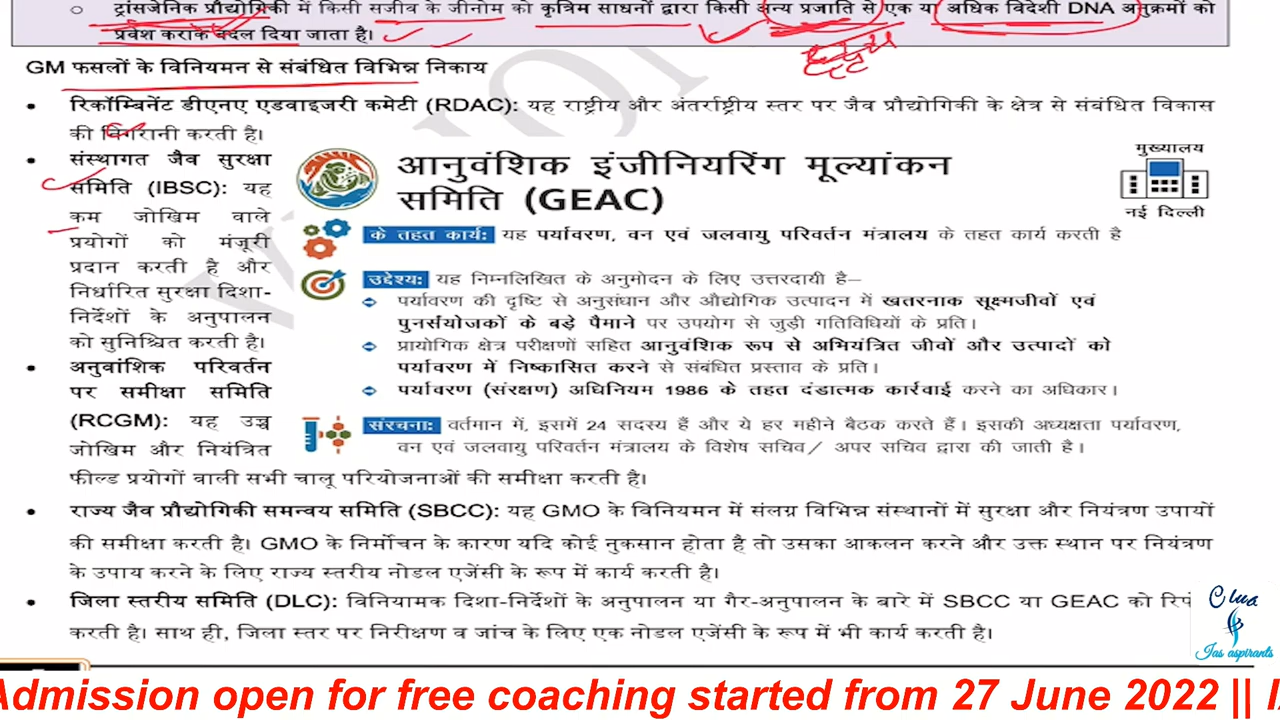 ट्रांसजेनिक प्रौद्योगिकी में किसी सजीव के जीनोम को कृत्रिम साधनों द्वारा किसी अन्य प्रजाति से एक या अधिक विदेशी DNA अनुक्रमों को
प्रवेश कराके बदल दिया जाता है।
GM फसलों के विनियमन से संबंधित विभिन्न निकाय
• रिकॉम्बिनेंट डीएनए एडवाइजरी कमेटी (RDAC): यह राष्ट्रीय और अंतर्राष्ट्रीय स्तर पर जैव प्रौद्योगिकी के क्षेत्र से संबंधित विकास
की निगरानी करती है।
• संस्थागत जैव सुरक्षा
समिति (IBSC): यह
कम जोखिम वाले
प्रयोगों को मंजूरी
प्रदान करती है और
निर्धारित सुरक्षा दिशा-
निर्देशों के अनुपालन
को सुनिश्चित करती है।
• अनुवांशिक परिवर्तन
पर समीक्षा समिति
(RCGM): यह उच्च
जोखिम और नियंत्रित
फील्ड प्रयोगों वाली सभी चालू परियोजनाओं की समीक्षा करती है।
आनुवंशिक इंजीनियरिंग मूल्यांकन
समिति (GEAC)
मुख्यालय
नई दिल्ली
के तहत कार्य: यह पर्यावरण, वन एवं जलवायु परिवर्तन मंत्रालय के तहत कार्य करती है
उद्देश्य: यह निम्नलिखित के अनुमोदन के लिए उत्तरदायी है–
पर्यावरण की दृष्टि से अनुसंधान और औद्योगिक उत्पादन में खतरनाक सूक्ष्मजीवों एवं
पुनर्संयोजकों के बड़े पैमाने पर उपयोग से जुड़ी गतिविधियों के प्रति।
प्रायोगिक क्षेत्र परीक्षणों सहित आनुवंशिक रूप से अभियंत्रित जीवों और उत्पादों को
पर्यावरण में निष्कासित करने से संबंधित प्रस्ताव के प्रति।
पर्यावरण (संरक्षण) अधिनियम 1986 के तहत दंडात्मक कार्रवाई करने का अधिकार।
संरचना: वर्तमान में, इसमें 24 सदस्य हैं और ये हर महीने बैठक करते हैं। इसकी अध्यक्षता पर्यावरण,
वन एवं जलवायु परिवर्तन मंत्रालय के विशेष सचिव/ अपर सचिव द्वारा की जाती है।
• राज्य जैव प्रौद्योगिकी समन्वय समिति (SBCC): यह GMO के विनियमन में संलग्न विभिन्न संस्थानों में सुरक्षा और नियंत्रण उपायों
की समीक्षा करती है। GMO के निर्मोचन के कारण यदि कोई नुकसान होता है तो उसका आकलन करने और उक्त स्थान पर नियंत्रण
के उपाय करने के लिए राज्य स्तरीय नोडल एजेंसी के रूप में कार्य करती है।
• जिला स्तरीय समिति (DLC): विनियामक दिशा-निर्देशों के अनुपालन या गैर-अनुपालन के बारे में SBCC या GEAC को
करती है। साथ ही, जिला स्तर पर निरीक्षण व जांच के लिए एक नोडल एजेंसी के रूप में भी कार्य करती है।
Jas aspirants
Admission open for free coaching started from 27 June 2022 ||